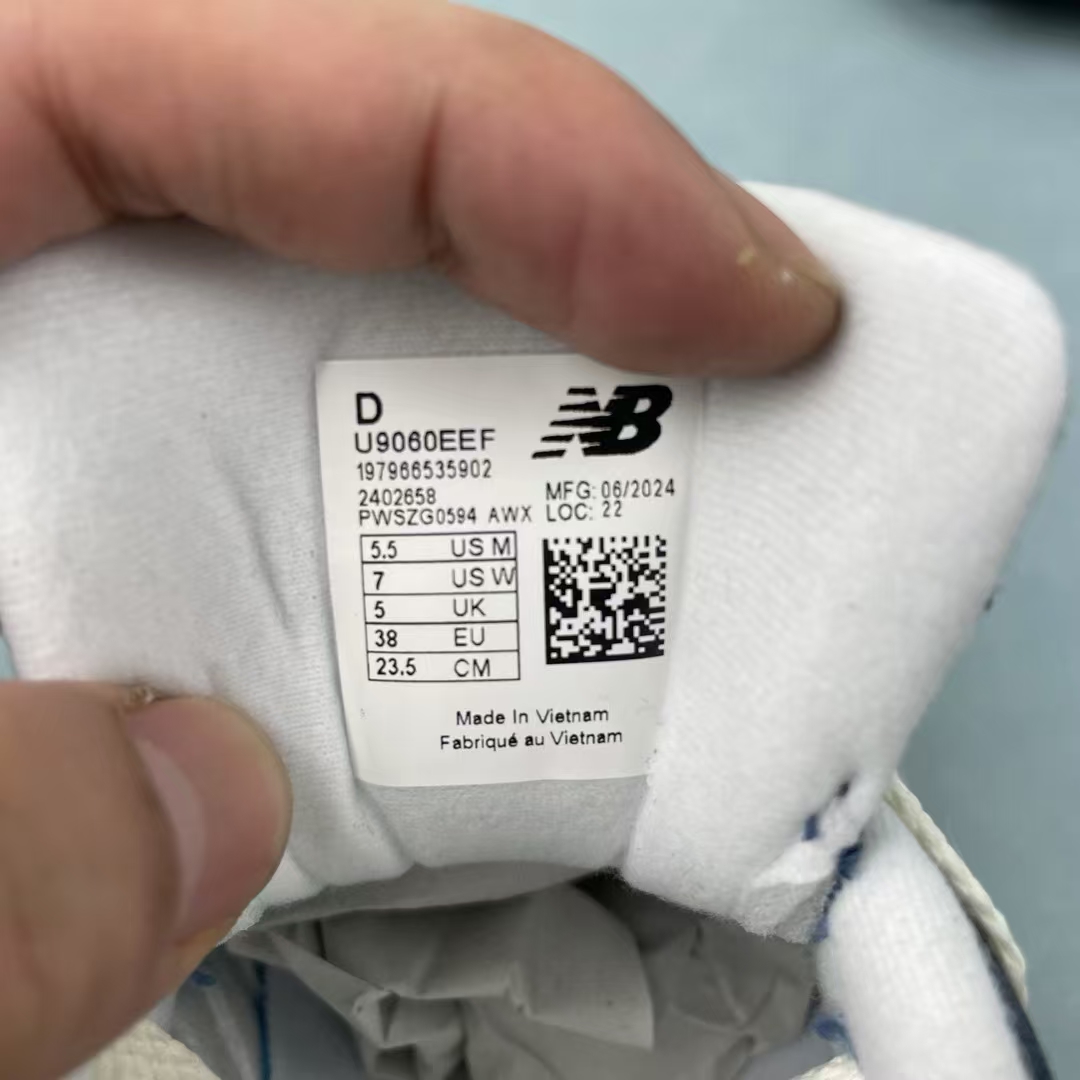 D
NB
U9060EEF
197966535902
2402658
MFG: 06/2024
PWSZG0594 AWX
LOC: 22
5.5 US M
7 US W
5 UK
38 EU
23.5 CM
Made In Vietnam
Fabriqué au Vietnam